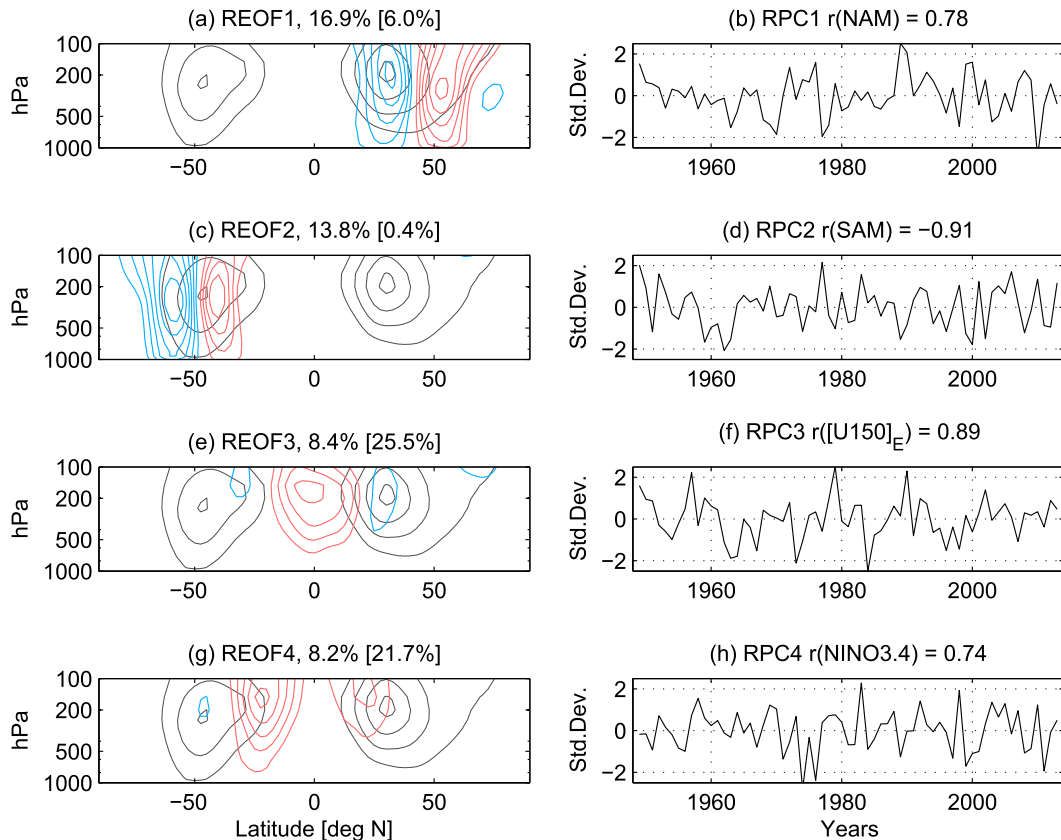 (a) REOF1, 16.9% [6.0%]
100
200
500
1000
hPa
−50
0
50
(b) RPC1 r(NAM) = 0.78
2
0
−2
Std.Dev.
1960
1980
2000
(c) REOF2, 13.8% [0.4%]
100
200
500
1000
hPa
−50
0
50
(d) RPC2 r(SAM) = −0.91
2
0
−2
Std.Dev.
1960
1980
2000
(e) REOF3, 8.4% [25.5%]
100
200
500
1000
hPa
−50
0
50
(f) RPC3 r([U150]E) = 0.89
2
0
−2
Std.Dev.
1960
1980
2000
(g) REOF4, 8.2% [21.7%]
100
200
500
1000
hPa
−50
0
50
Latitude [deg N]
(h) RPC4 r(NINO3.4) = 0.74
2
0
−2
Std.Dev.
1960
1980
2000
Years